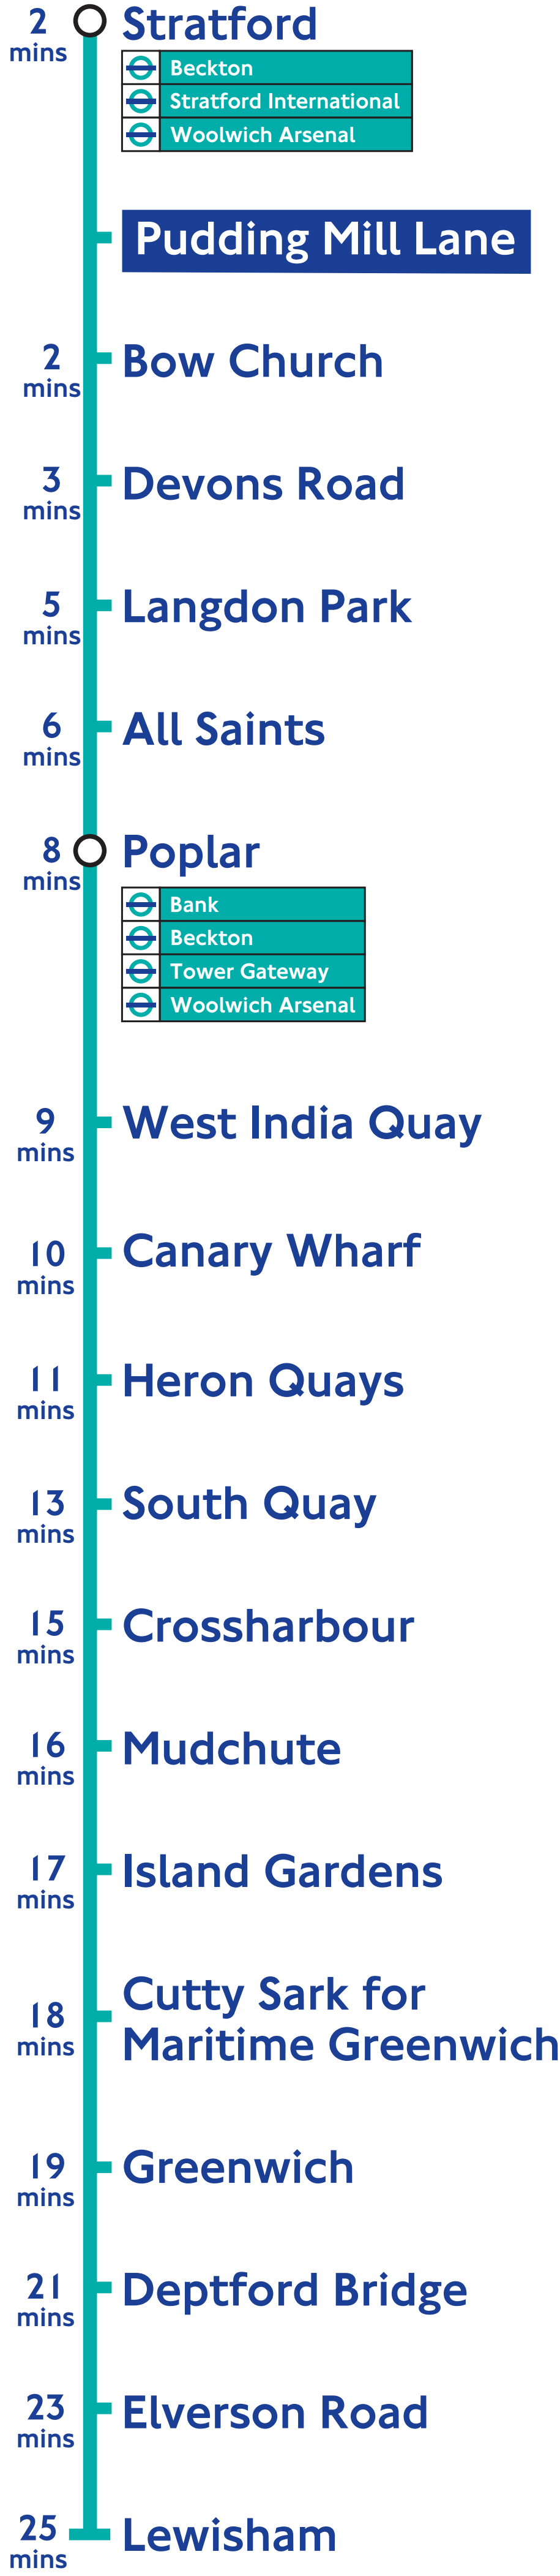 2
mins
Stratford
Beckton
Stratford International
Woolwich Arsenal
Pudding Mill Lane
2
mins
Bow Church
3
mins
Devons Road
5
mins
Langdon Park
6
mins
All Saints
8
mins
Poplar
Bank
Beckton
Tower Gateway
Woolwich Arsenal
9
mins
West India Quay
10
mins
Canary Wharf
11
mins
Heron Quays
13
mins
South Quay
15
mins
Crossharbour
16
mins
Mudchute
17
mins
Island Gardens
18
mins
Cutty Sark for
Maritime Greenwich
19
mins
Greenwich
21
mins
Deptford Bridge
23
mins
Elverson Road
25
mins
Lewisham